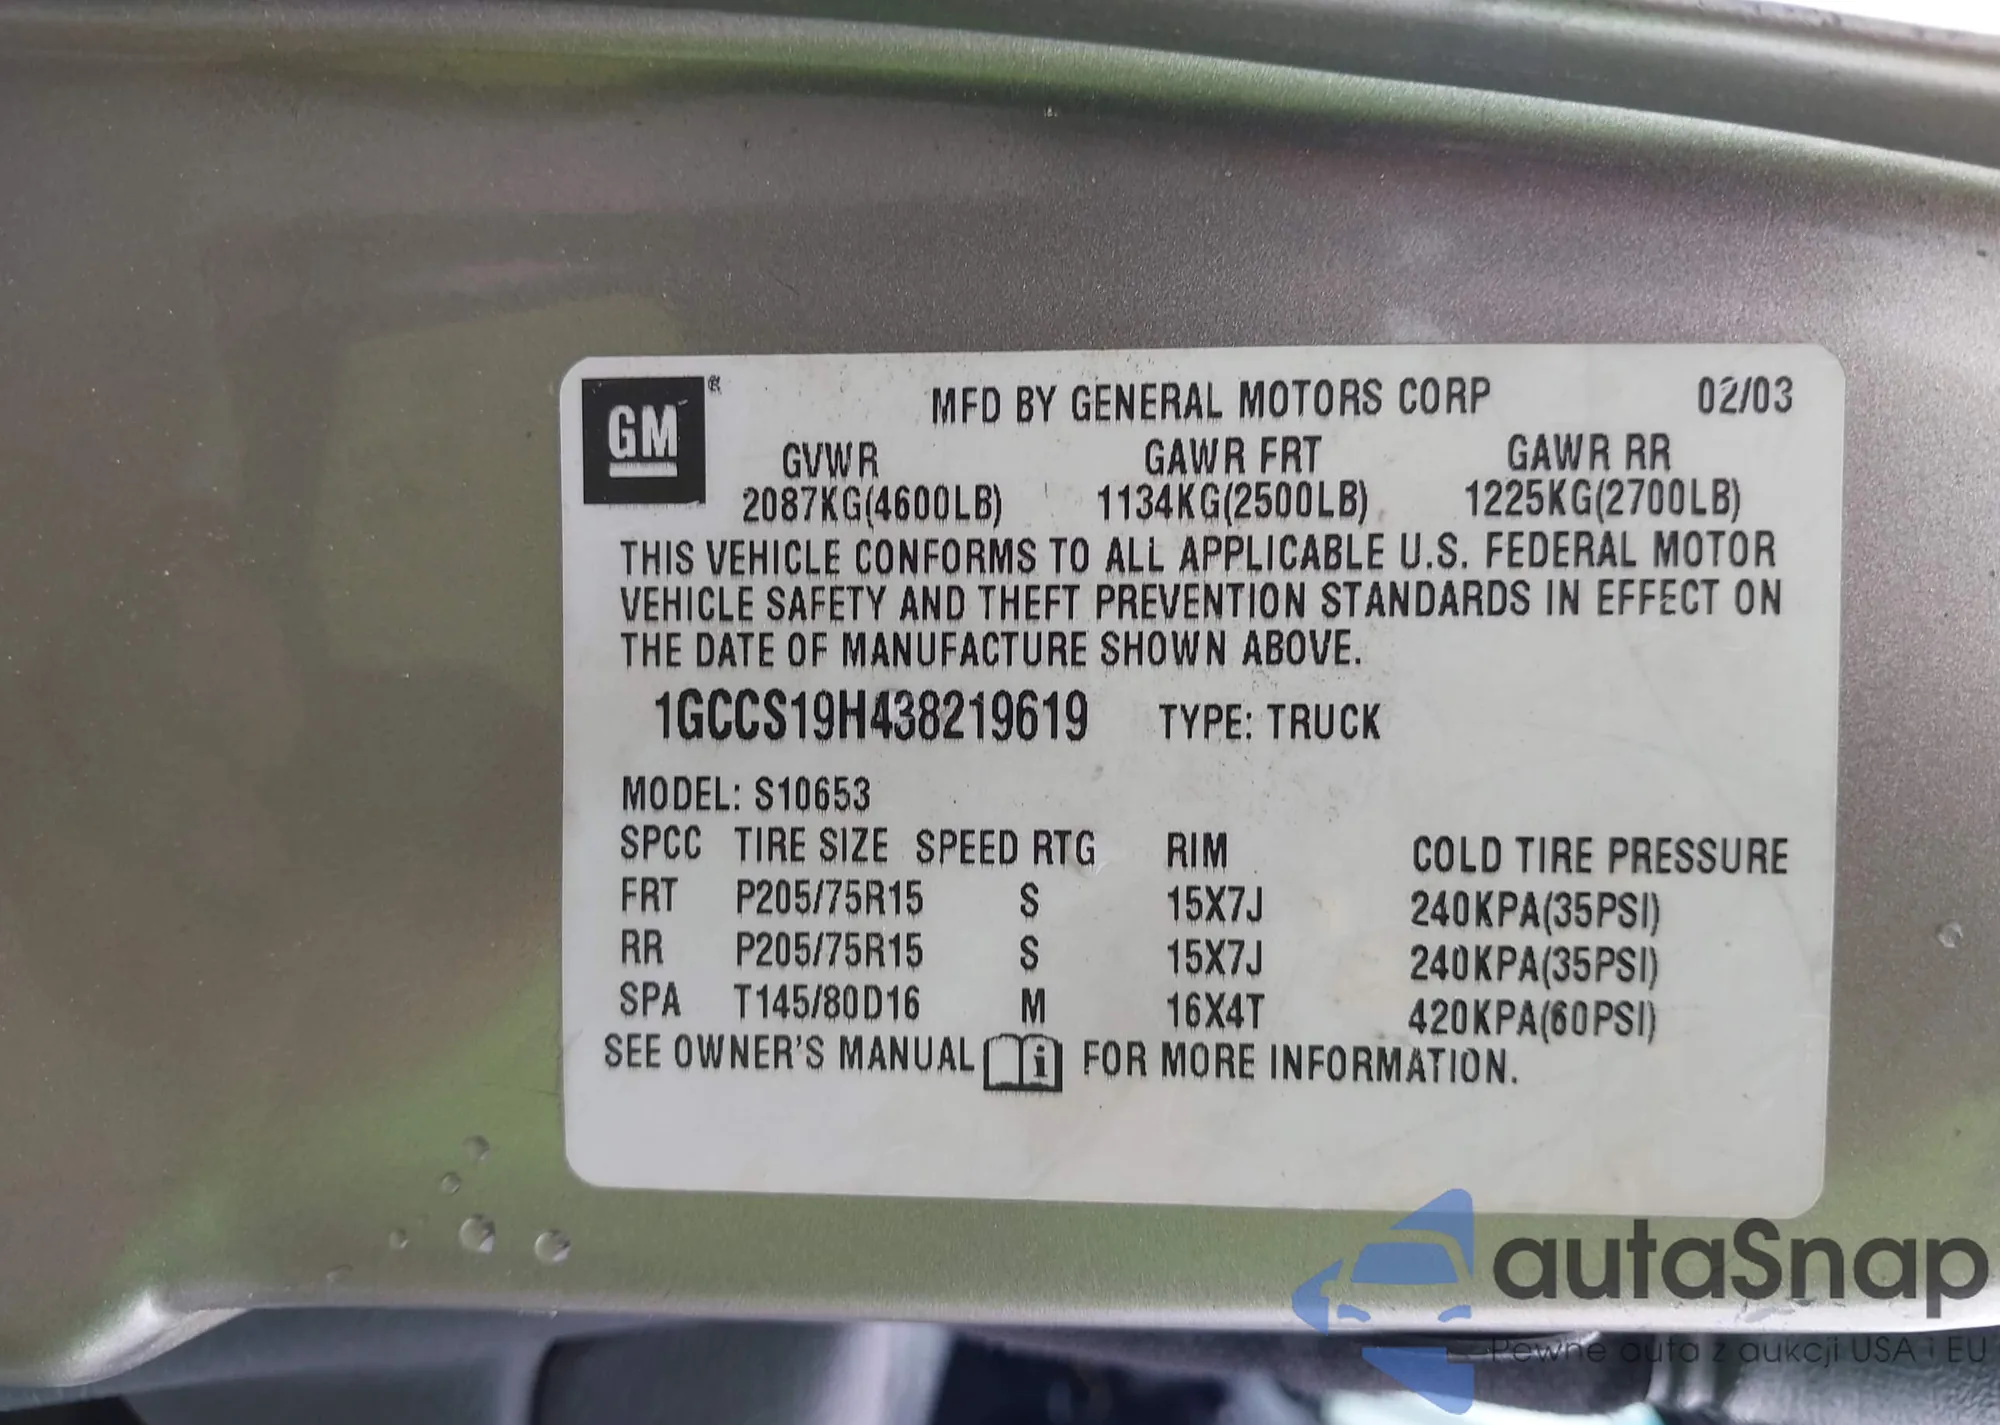 GM®
MFD BY GENERAL MOTORS CORP 02/03
GVWR GAWR FRT GAWR RR
2087KG(4600LB) 1134KG(2500LB) 1225KG(2700LB)
THIS VEHICLE CONFORMS TO ALL APPLICABLE U.S. FEDERAL MOTOR
VEHICLE SAFETY AND THEFT PREVENTION STANDARDS IN EFFECT ON
THE DATE OF MANUFACTURE SHOWN ABOVE.
1GCCS19H438219619 TYPE: TRUCK
MODEL: S10653
SPCC TIRE SIZE SPEED RTG RIM COLD TIRE PRESSURE
FRT P205/75R15 S 15X7J 240KPA(35PSI)
RR P205/75R15 S 15X7J 240KPA(35PSI)
SPA T145/80D16 M 16X4T 420KPA(60PSI)
SEE OWNER'S MANUAL i FOR MORE INFORMATION.
autaSnap
Pewne auta z aukcji USA i EU